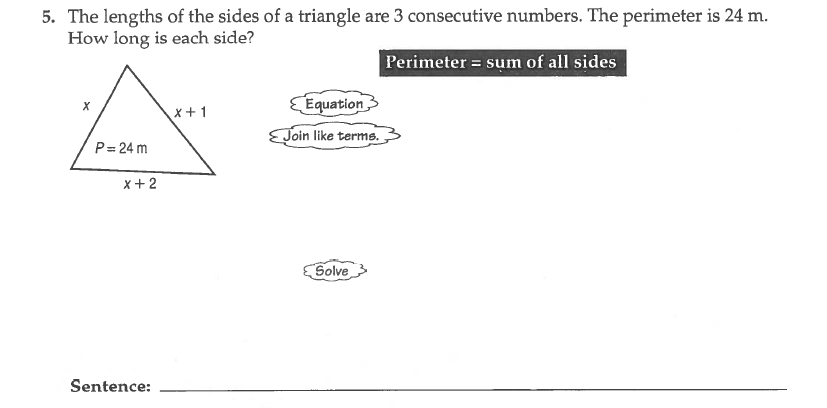 5. The lengths of the sides of a triangle are 3 consecutive numbers. The perimeter is 24 m.
How long is each side?
Perimeter = sum of all sides
x
x + 1
Equation
Join like terms.
P = 24 m
x + 2
Solve
Sentence: